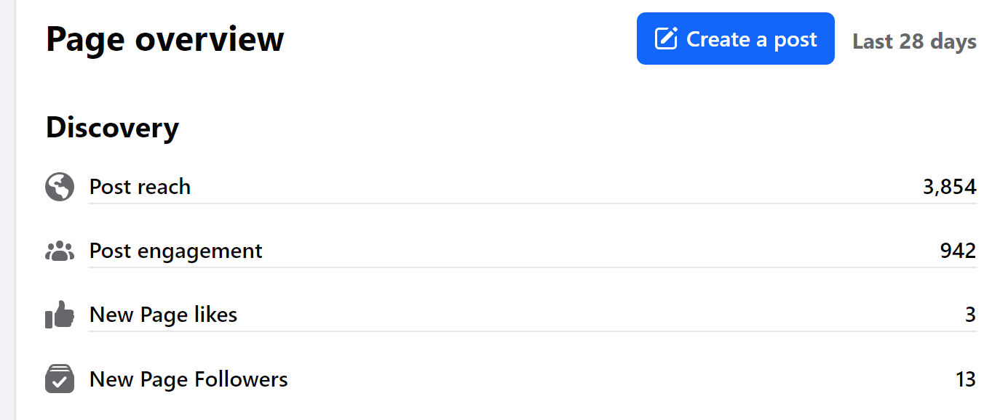 Page overview
Create a post
Last 28 days
Discovery
Post reach 3,854
Post engagement 942
New Page likes 3
New Page Followers 13